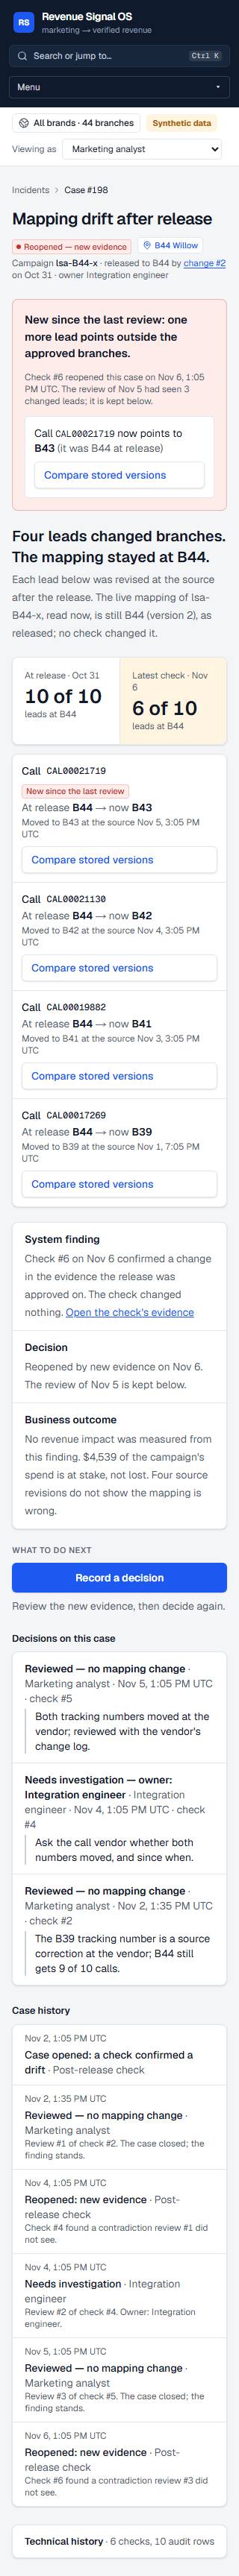 RS
Revenue Signal OS
marketing → verified revenue
Search or jump to...
Ctrl K
Menu
All brands · 44 branches
Synthetic data
Viewing as
Marketing analyst
Incidents > Case #198
Mapping drift after release
Reopened — new evidence
B44 Willow
Campaign lsa-B44-x · released to B44 by change #2
on Oct 31 · owner Integration engineer
New since the last review: one
more lead points outside the
approved branches.
Check #6 reopened this case on Nov 6, 1:05
PM UTC. The review of Nov 5 had seen 3
changed leads; it is kept below.
Call CAL00021719 now points to
B43 (it was B44 at release)
Compare stored versions
Four leads changed branches.
The mapping stayed at B44.
Each lead below was revised at the source
after the release. The live mapping of lsa-
B44-x, read now, is still B44 (version 2), as
released; no check changed it.
At release · Oct 31
10 of 10
leads at B44
Latest check · Nov
6
6 of 10
leads at B44
Call CAL00021719
New since the last review
At release B44 → now B43
Moved to B43 at the source Nov 5, 3:05 PM
UTC
Compare stored versions
Call CAL00021130
At release B44 → now B42
Moved to B42 at the source Nov 4, 3:05 PM
UTC
Compare stored versions
Call CAL00019882
At release B44 → now B41
Moved to B41 at the source Nov 3, 3:05 PM
UTC
Compare stored versions
Call CAL00017269
At release B44 → now B39
Moved to B39 at the source Nov 1, 7:05 PM
UTC
Compare stored versions
System finding
Check #6 on Nov 6 confirmed a change
in the evidence the release was
approved on. The check changed
nothing. Open the check's evidence
Decision
Reopened by new evidence on Nov 6.
The review of Nov 5 is kept below.
Business outcome
No revenue impact was measured from
this finding. $4,539 of the campaign's
spend is at stake, not lost. Four source
revisions do not show the mapping is
wrong.
WHAT TO DO NEXT
Record a decision
Review the new evidence, then decide again.
Decisions on this case
Reviewed — no mapping change ·
Marketing analyst · Nov 5, 1:05 PM UTC
· check #5
Both tracking numbers moved at the
vendor; reviewed with the vendor's
change log.
Needs investigation — owner:
Integration engineer · Integration
engineer · Nov 4, 1:05 PM UTC · check
#4
Ask the call vendor whether both
numbers moved, and since when.
Reviewed — no mapping change ·
Marketing analyst · Nov 2, 1:35 PM UTC
· check #2
The B39 tracking number is a source
correction at the vendor; B44 still
gets 9 of 10 calls.
Case history
Nov 2, 1:05 PM UTC
Case opened: a check confirmed a
drift · Post-release check
Nov 2, 1:35 PM UTC
Reviewed — no mapping change ·
Marketing analyst
Review #1 of check #2. The case closed; the
finding stands.
Nov 4, 1:05 PM UTC
Reopened: new evidence · Post-
release check
Check #4 found a contradiction review #1 did
not see.
Nov 4, 1:05 PM UTC
Needs investigation · Integration
engineer
Review #2 of check #4. Owner: Integration
engineer.
Nov 5, 1:05 PM UTC
Reviewed — no mapping change ·
Marketing analyst
Review #3 of check #5. The case closed; the
finding stands.
Nov 6, 1:05 PM UTC
Reopened: new evidence · Post-
release check
Check #6 found a contradiction review #3 did
not see.
Technical history · 6 checks, 10 audit rows